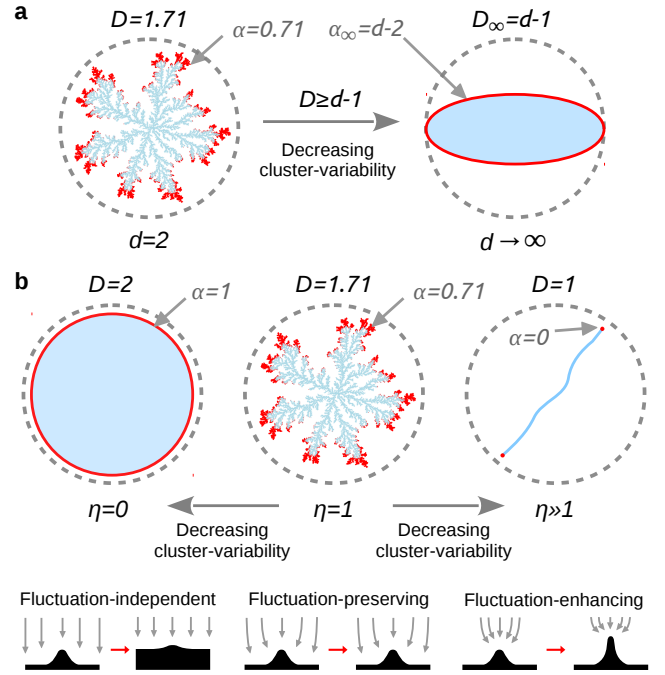 a
D=1.71
α=0.71
α∞=d-2
D∞=d-1
D≥d-1
Decreasing
cluster-variability
d=2
d→∞
b
D=2
α=1
D=1.71
α=0.71
D=1
α=0
η=0
Decreasing
cluster-variability
η=1
Decreasing
cluster-variability
η»1
Fluctuation-independent
Fluctuation-preserving
Fluctuation-enhancing